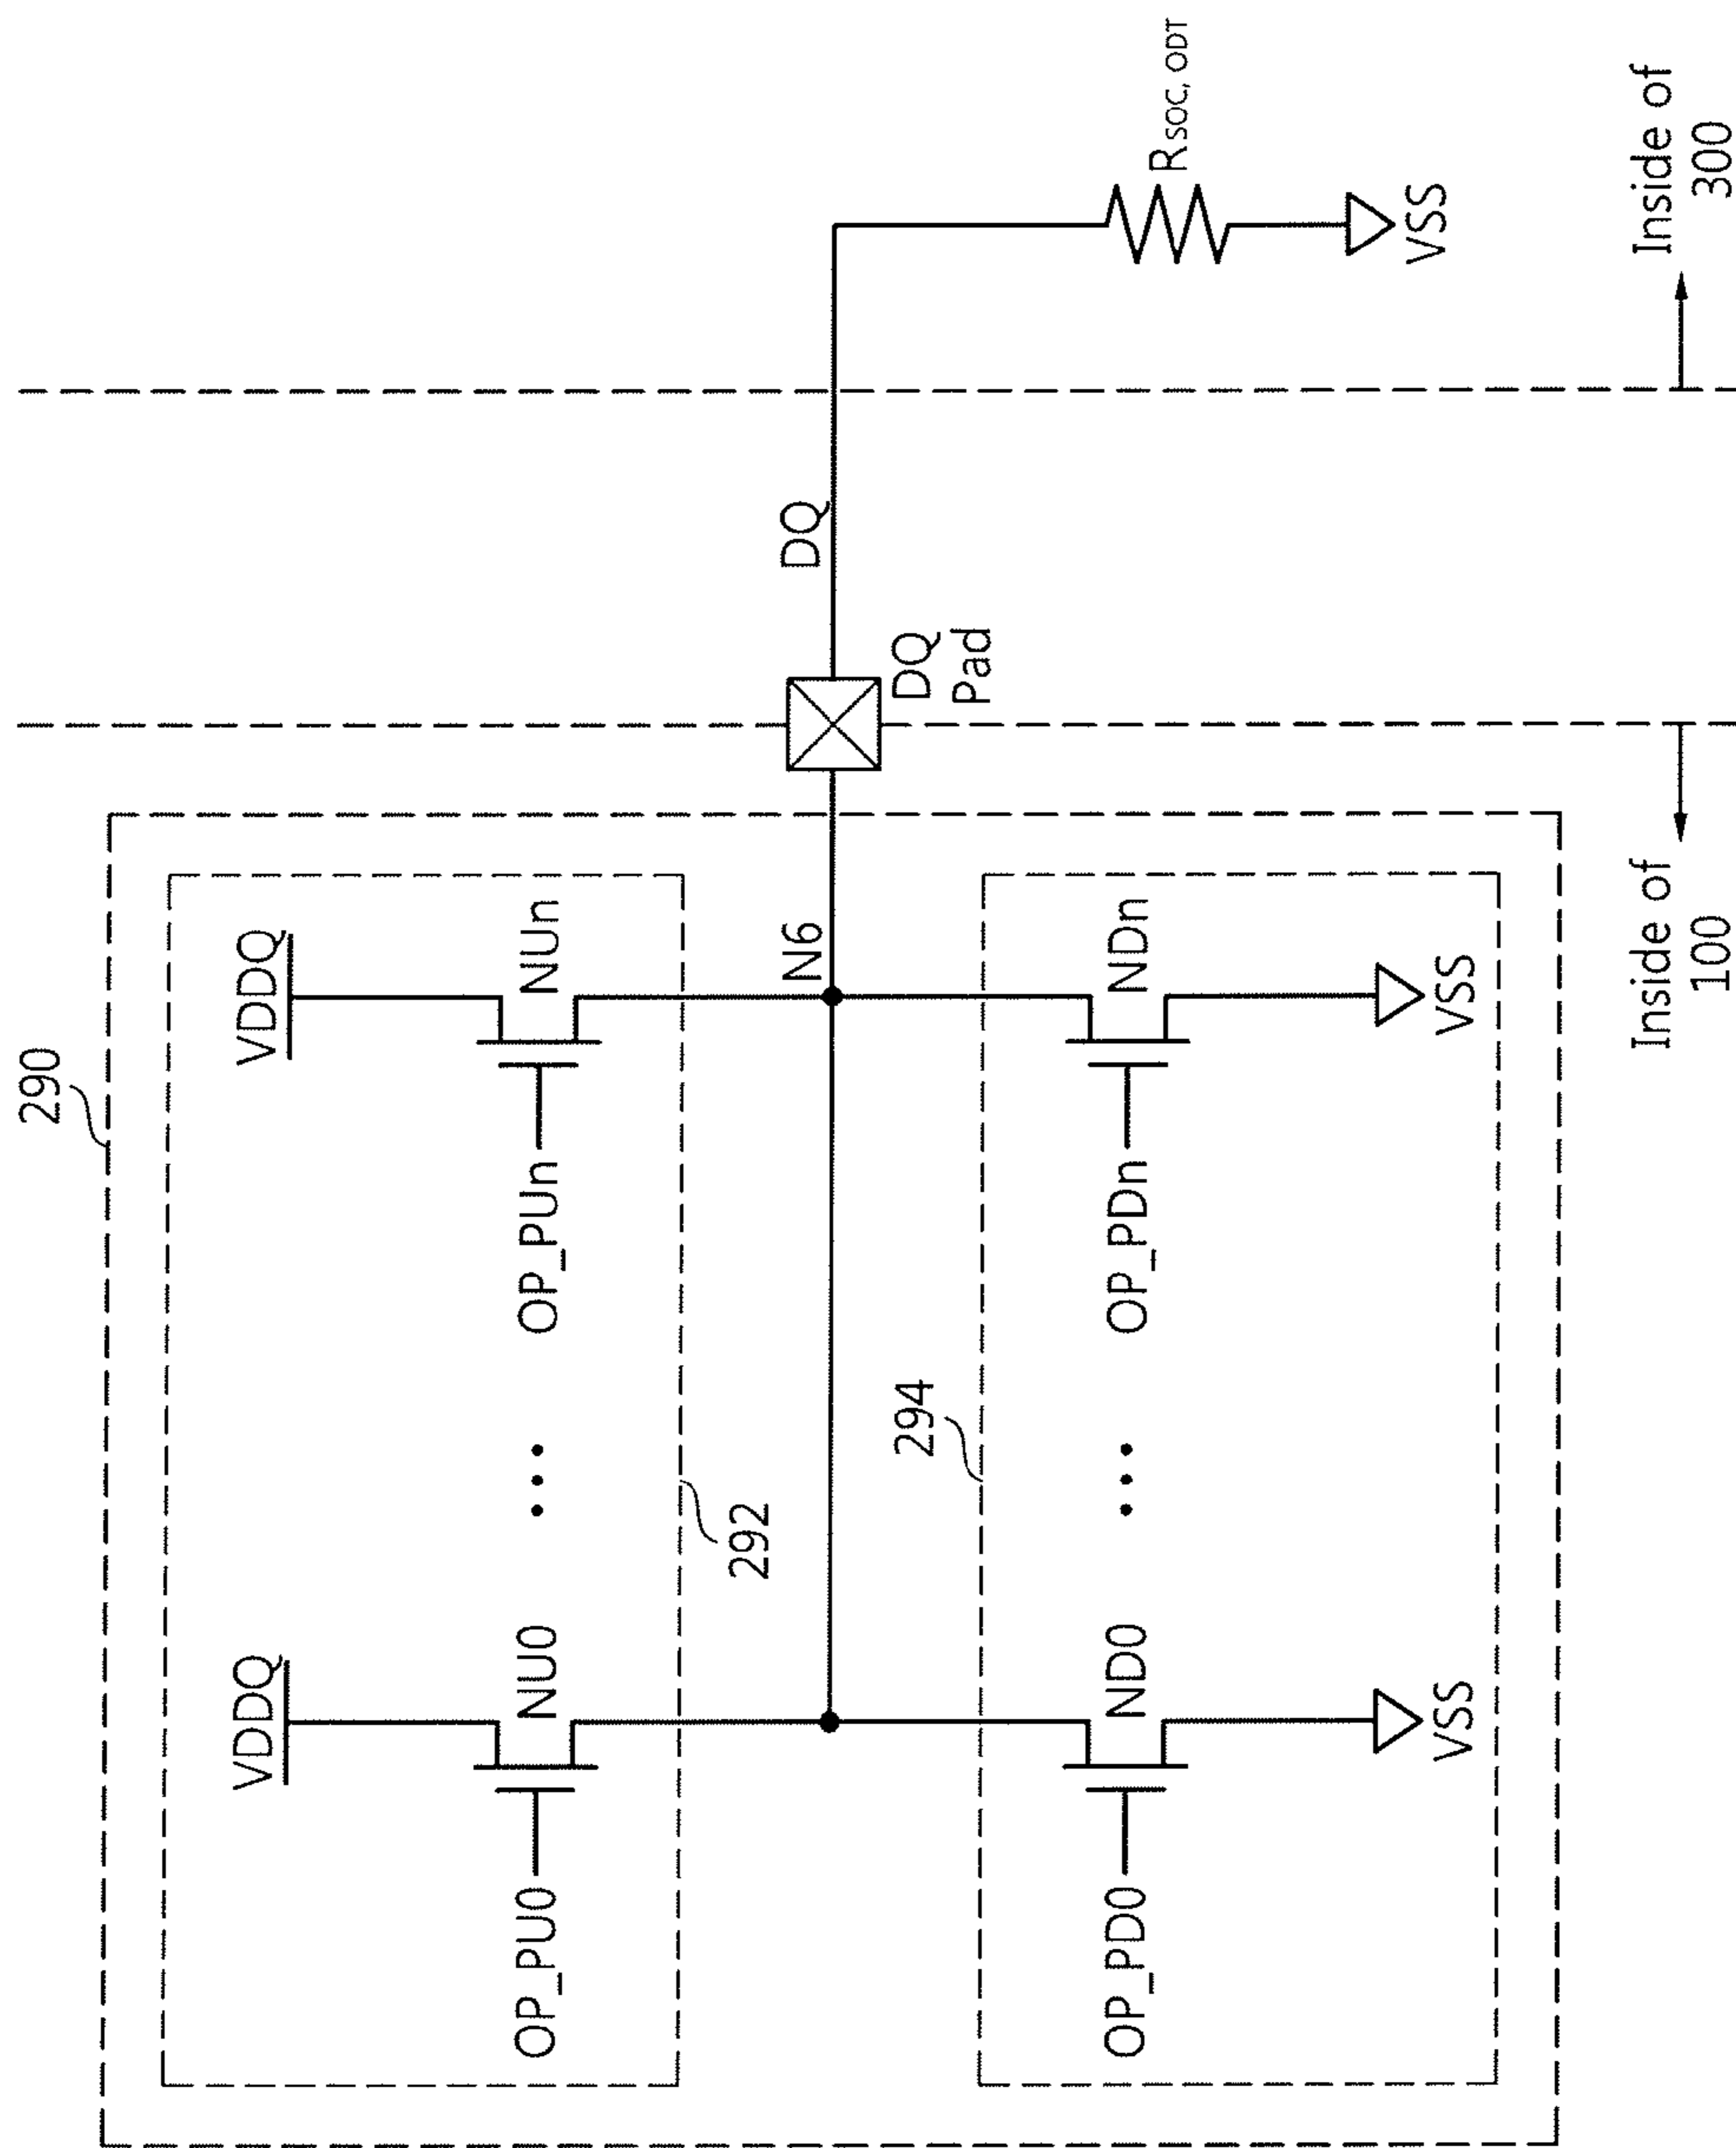 290
VDDQ
VDDQ
NU0
NUn
OP_PU0
OP_PUn
292
N6
DQ
DQ
Pad
294
ND0
NDn
OP_PD0
OP_PDn
VSS
VSS
RSOC, ODT
VSS
Inside of
100
Inside of
300